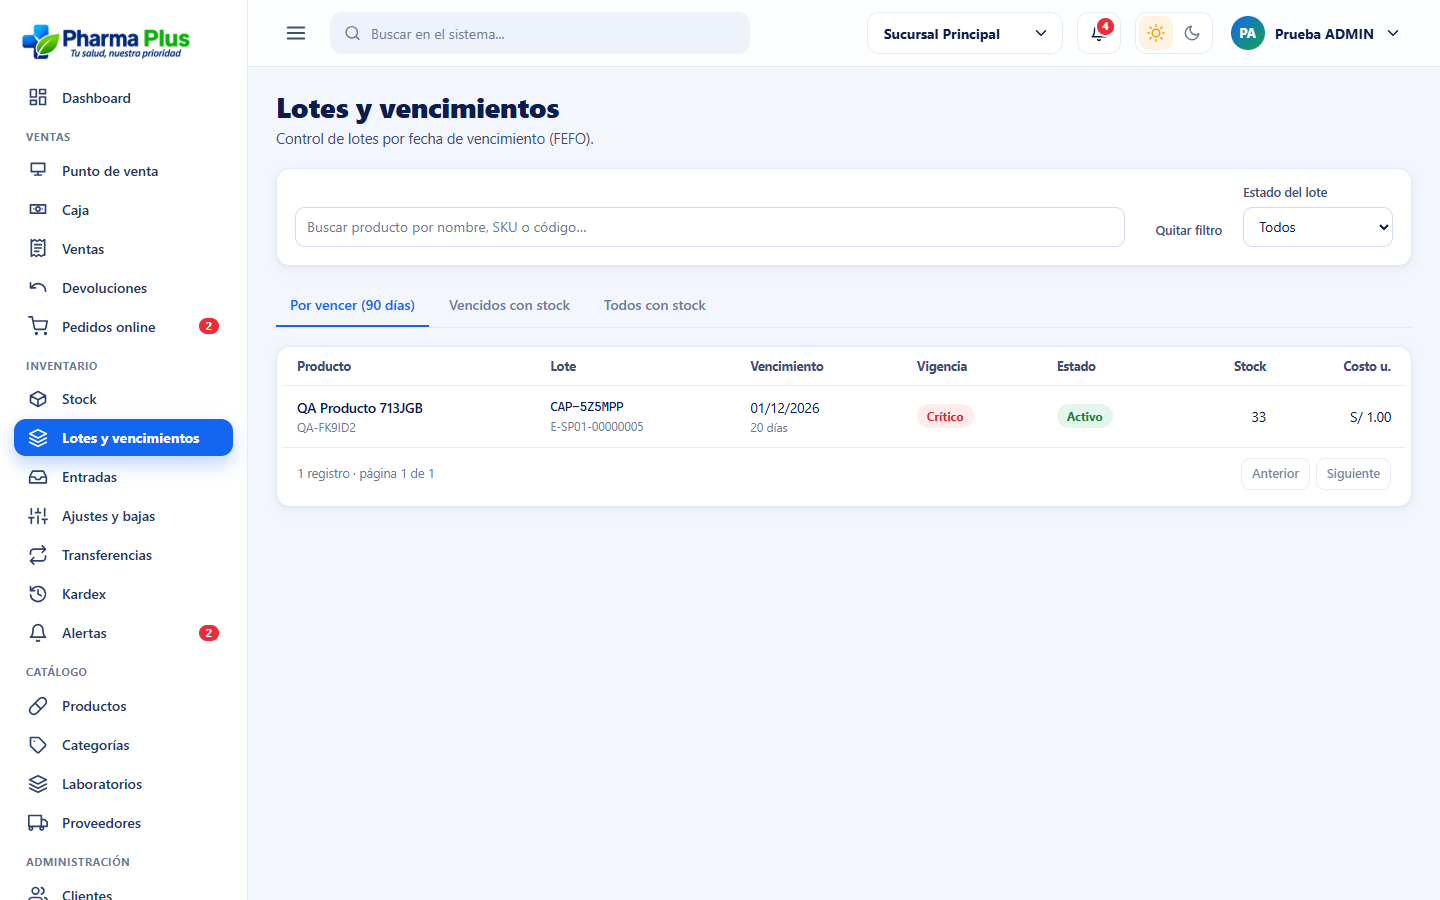 Pharma Plus
Tu salud, nuestra prioridad
Buscar en el sistema...
Sucursal Principal
4
PA
Prueba ADMIN
Dashboard
VENTAS
Punto de venta
Caja
Ventas
Devoluciones
Pedidos online
2
INVENTARIO
Stock
Lotes y vencimientos
Entradas
Ajustes y bajas
Transferencias
Kardex
Alertas
2
CATÁLOGO
Productos
Categorías
Laboratorios
Proveedores
ADMINISTRACIÓN
Clientes
Lotes y vencimientos
Control de lotes por fecha de vencimiento (FEFO).
Buscar producto por nombre, SKU o código...
Quitar filtro
Estado del lote
Todos
Por vencer (90 días)
Vencidos con stock
Todos con stock
Producto Lote Vencimiento Vigencia Estado Stock Costo u.
QA Producto 713JGB CAP-5Z5MPP 01/12/2026 Crítico Activo 33 S/ 1.00
QA-FK9ID2 E-SP01-00000005 20 días
1 registro · página 1 de 1
Anterior
Siguiente